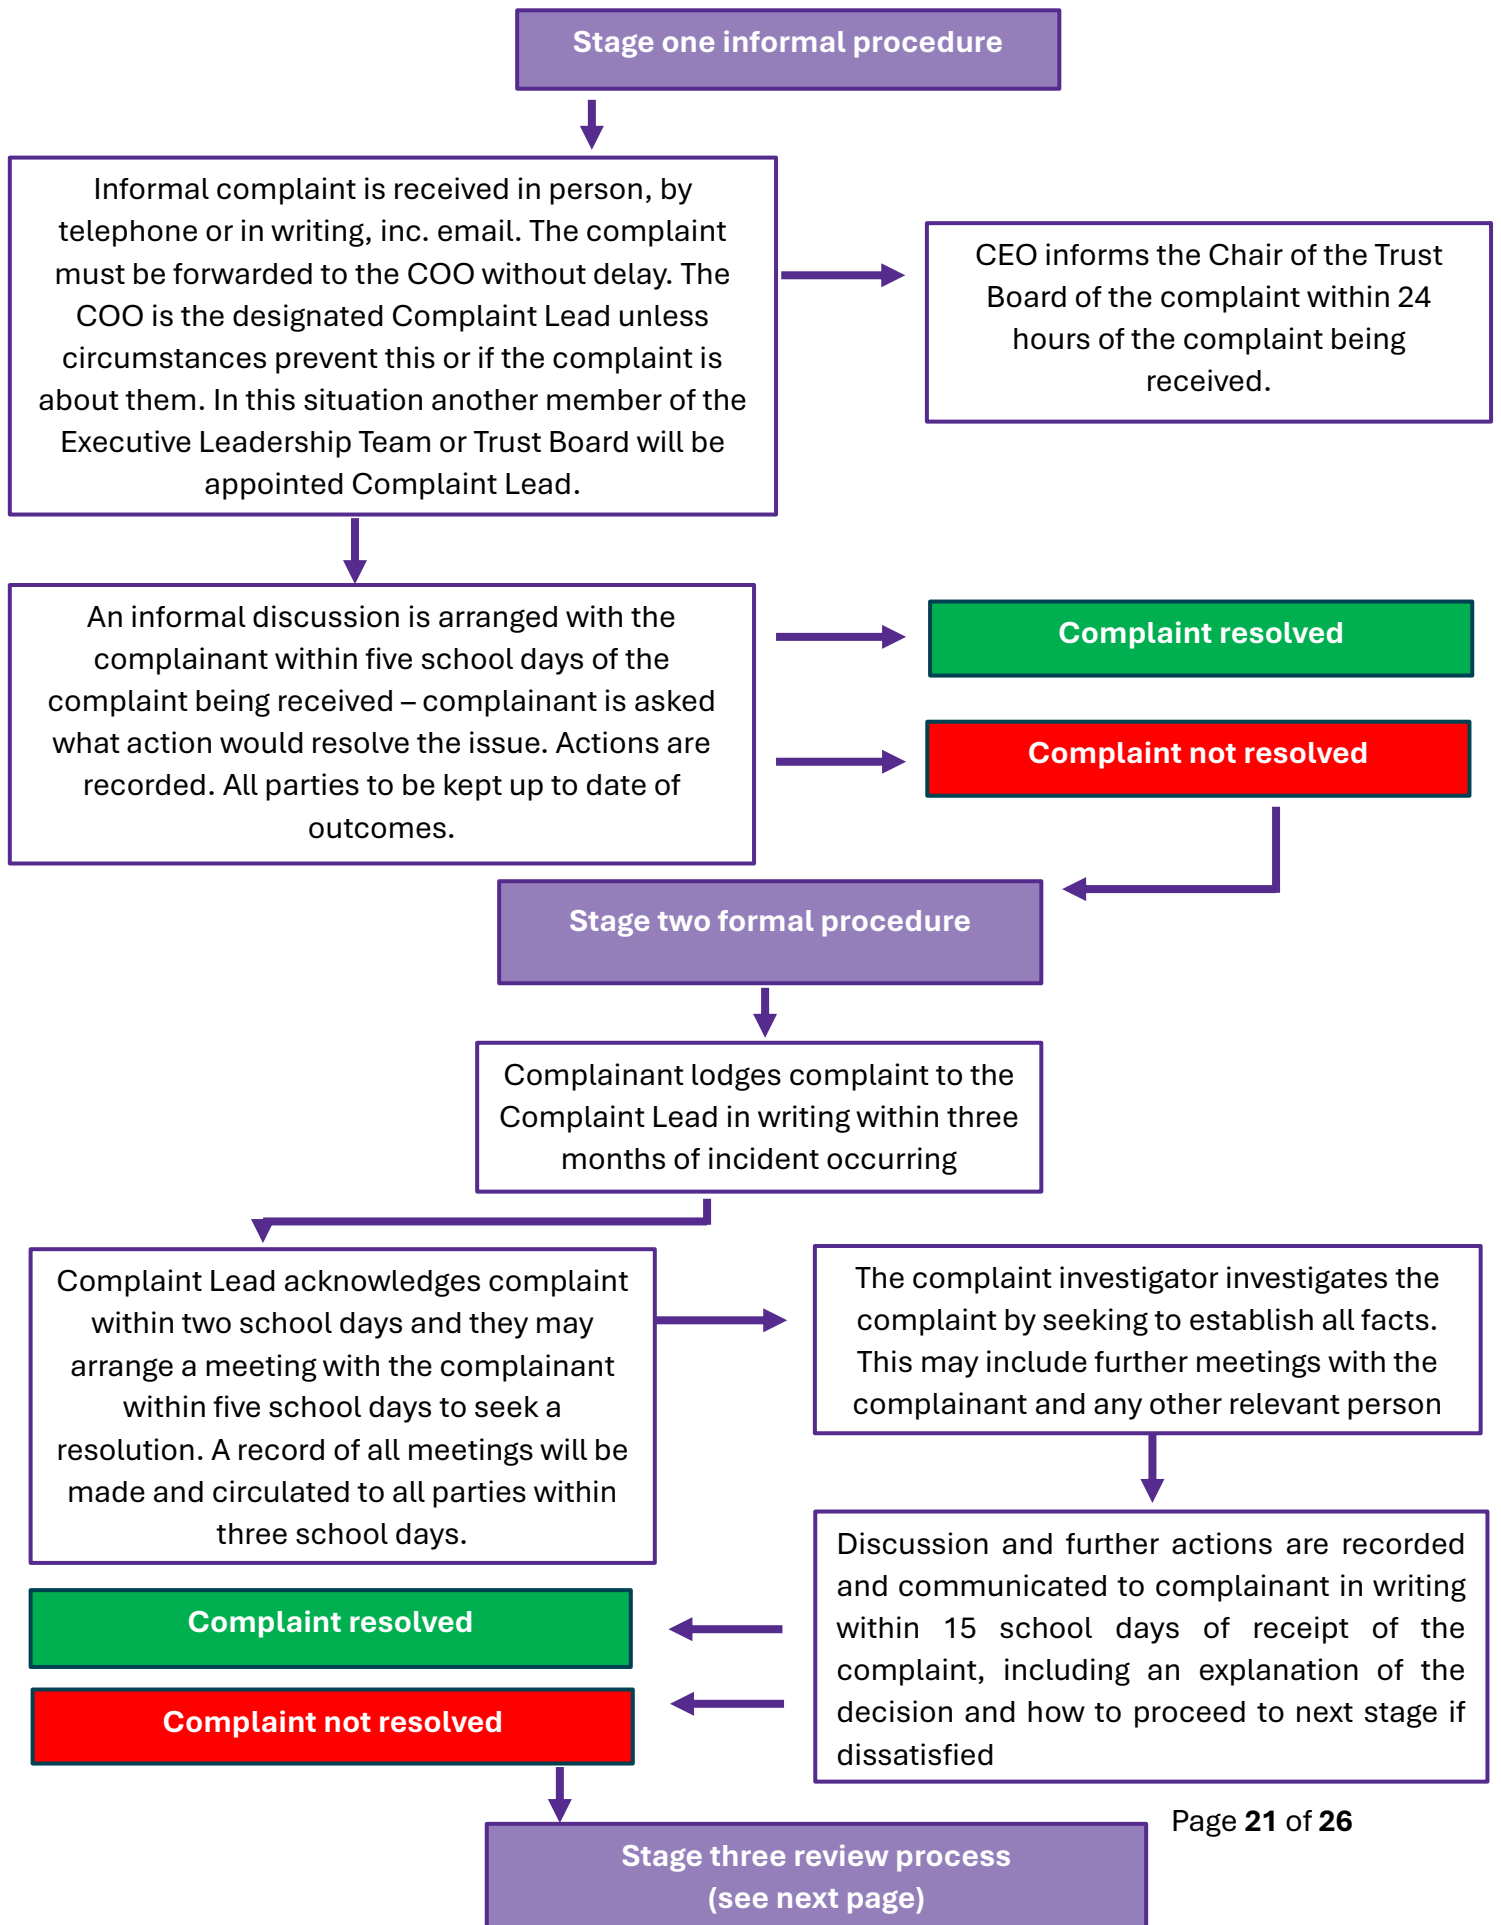 Stage one informal procedure
Informal complaint is received in person, by
telephone or in writing, inc. email. The complaint
must be forwarded to the COO without delay. The
COO is the designated Complaint Lead unless
circumstances prevent this or if the complaint is
about them. In this situation another member of the
Executive Leadership Team or Trust Board will be
appointed Complaint Lead.
CEO informs the Chair of the Trust
Board of the complaint within 24
hours of the complaint being
received.
An informal discussion is arranged with the
complainant within five school days of the
complaint being received – complainant is asked
what action would resolve the issue. Actions are
recorded. All parties to be kept up to date of
outcomes.
Complaint resolved
Complaint not resolved
Stage two formal procedure
Complainant lodges complaint to the
Complaint Lead in writing within three
months of incident occurring
Complaint Lead acknowledges complaint
within two school days and they may
arrange a meeting with the complainant
within five school days to seek a
resolution. A record of all meetings will be
made and circulated to all parties within
three school days.
The complaint investigator investigates the
complaint by seeking to establish all facts.
This may include further meetings with the
complainant and any other relevant person
Discussion and further actions are recorded
and communicated to complainant in writing
within 15 school days of receipt of the
complaint, including an explanation of the
decision and how to proceed to next stage if
dissatisfied
Complaint resolved
Complaint not resolved
Page 21 of 26
Stage three review process
(see next page)